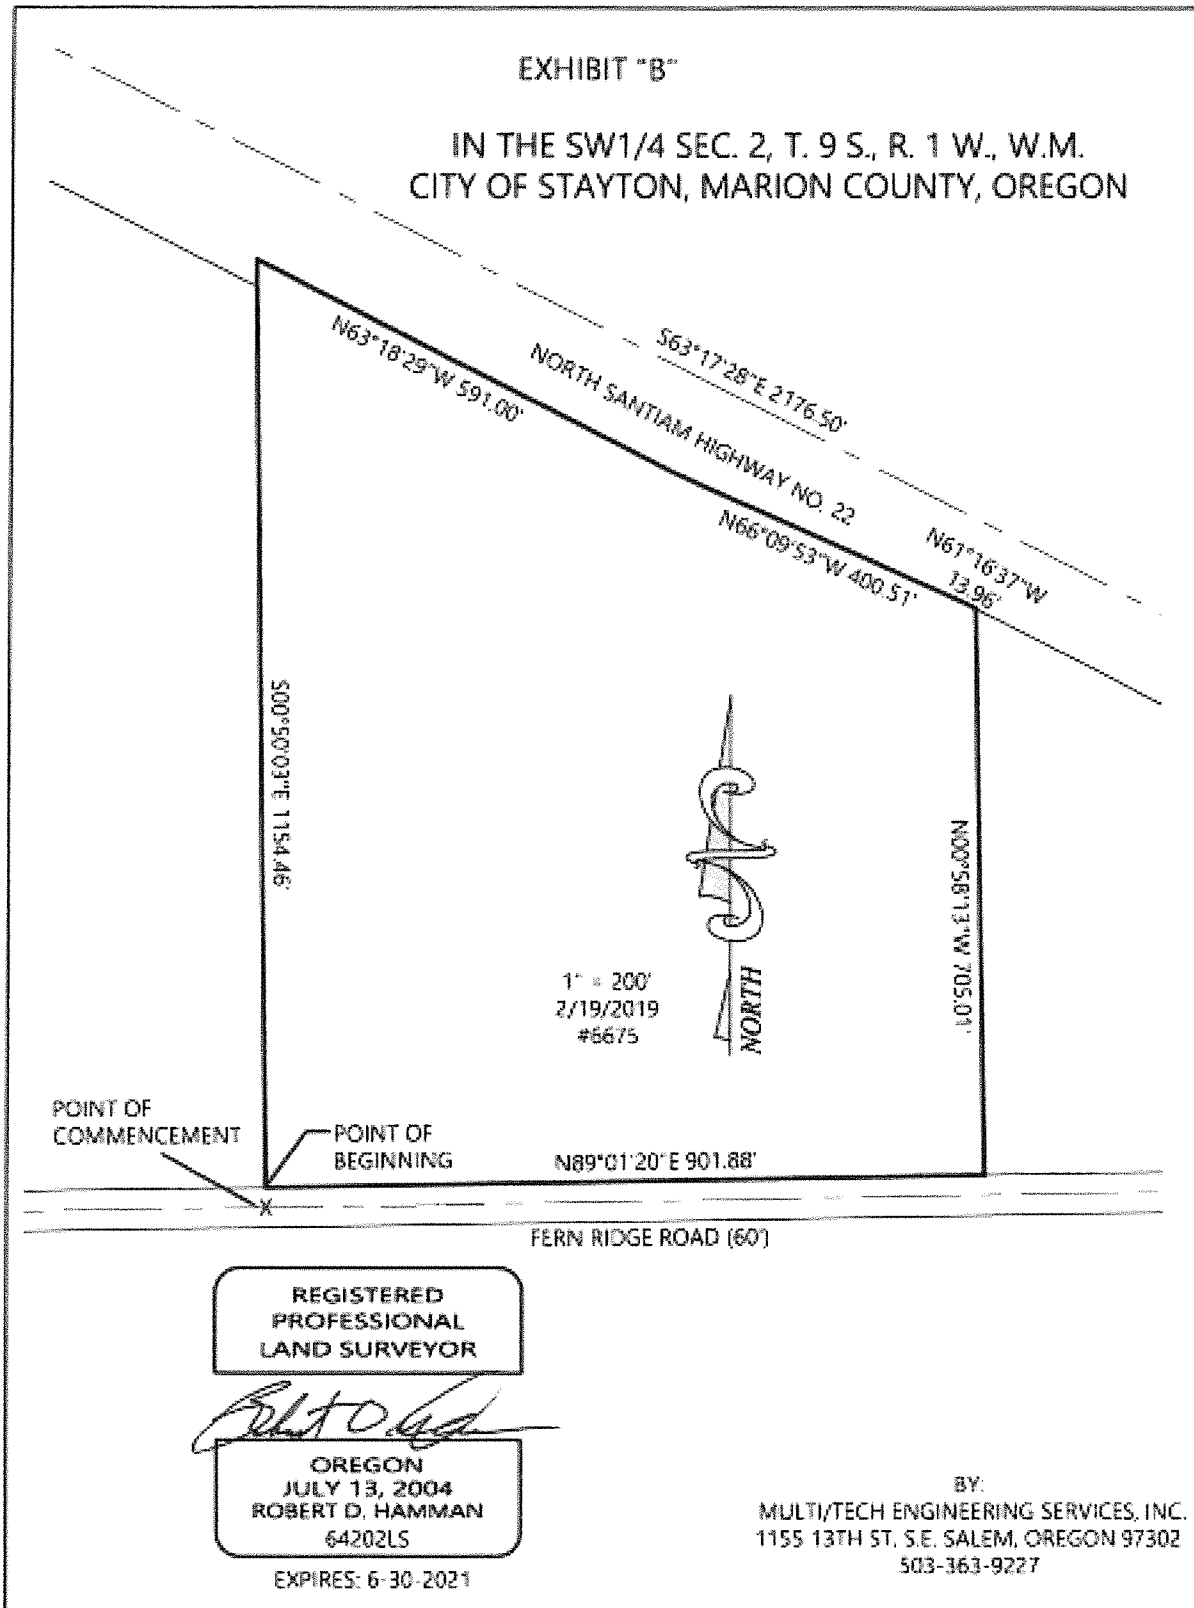 EXHIBIT "B"
IN THE SW1/4 SEC. 2, T. 9 S., R. 1 W., W.M.
CITY OF STAYTON, MARION COUNTY, OREGON
N63°18'29"W 591.00'
NORTH SANTIAM HIGHWAY NO. 22
S63°17'28"E 2176.50'
N66°09'53"W 400.51'
N61°16'37"W
13.96'
S00°50'03"E 1154.46'
N00°58'13"W 705.01'
1" = 200'
2/19/2019
#6675
NORTH
POINT OF
COMMENCEMENT
POINT OF
BEGINNING
N89°01'20"E 901.88'
X
FERN RIDGE ROAD (60')
REGISTERED
PROFESSIONAL
LAND SURVEYOR
OREGON
JULY 13, 2004
ROBERT D. HAMMAN
64202LS
EXPIRES: 6-30-2021
BY:
MULTI/TECH ENGINEERING SERVICES, INC.
1155 13TH ST. S.E. SALEM, OREGON 97302
503-363-9227